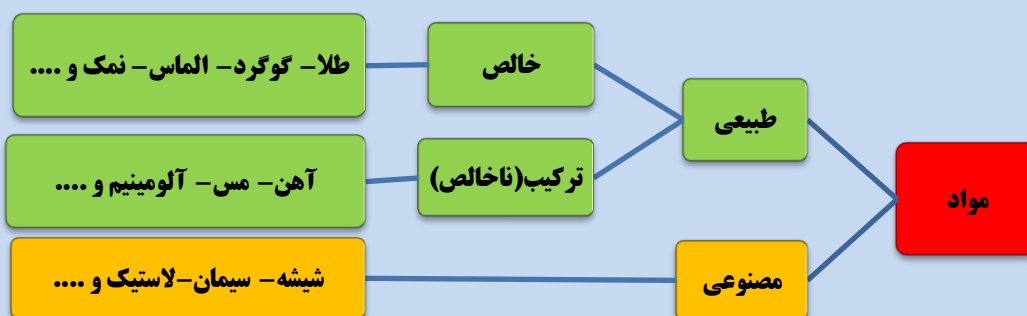 مواد
طبیعی
خالص
طلا- گوگرد- الماس- نمک و ....
ترکیب(ناخالص)
آهن- مس- آلومینیم و ....
مصنوعی
شیشه- سیمان-لاستیک و ....